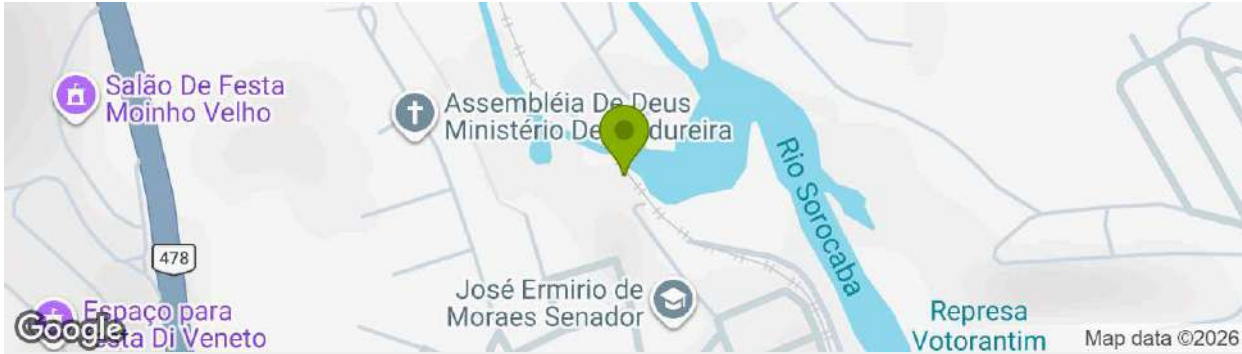 Salão De Festa
Moinho Velho
Assembléia De Deus
Ministério De
dureira
Rio Sorocaba
478
José Ermirio de
Moraes Senador
Espaço para
sta Di Veneto
Represa
Votorantim
Google
Map data ©2026